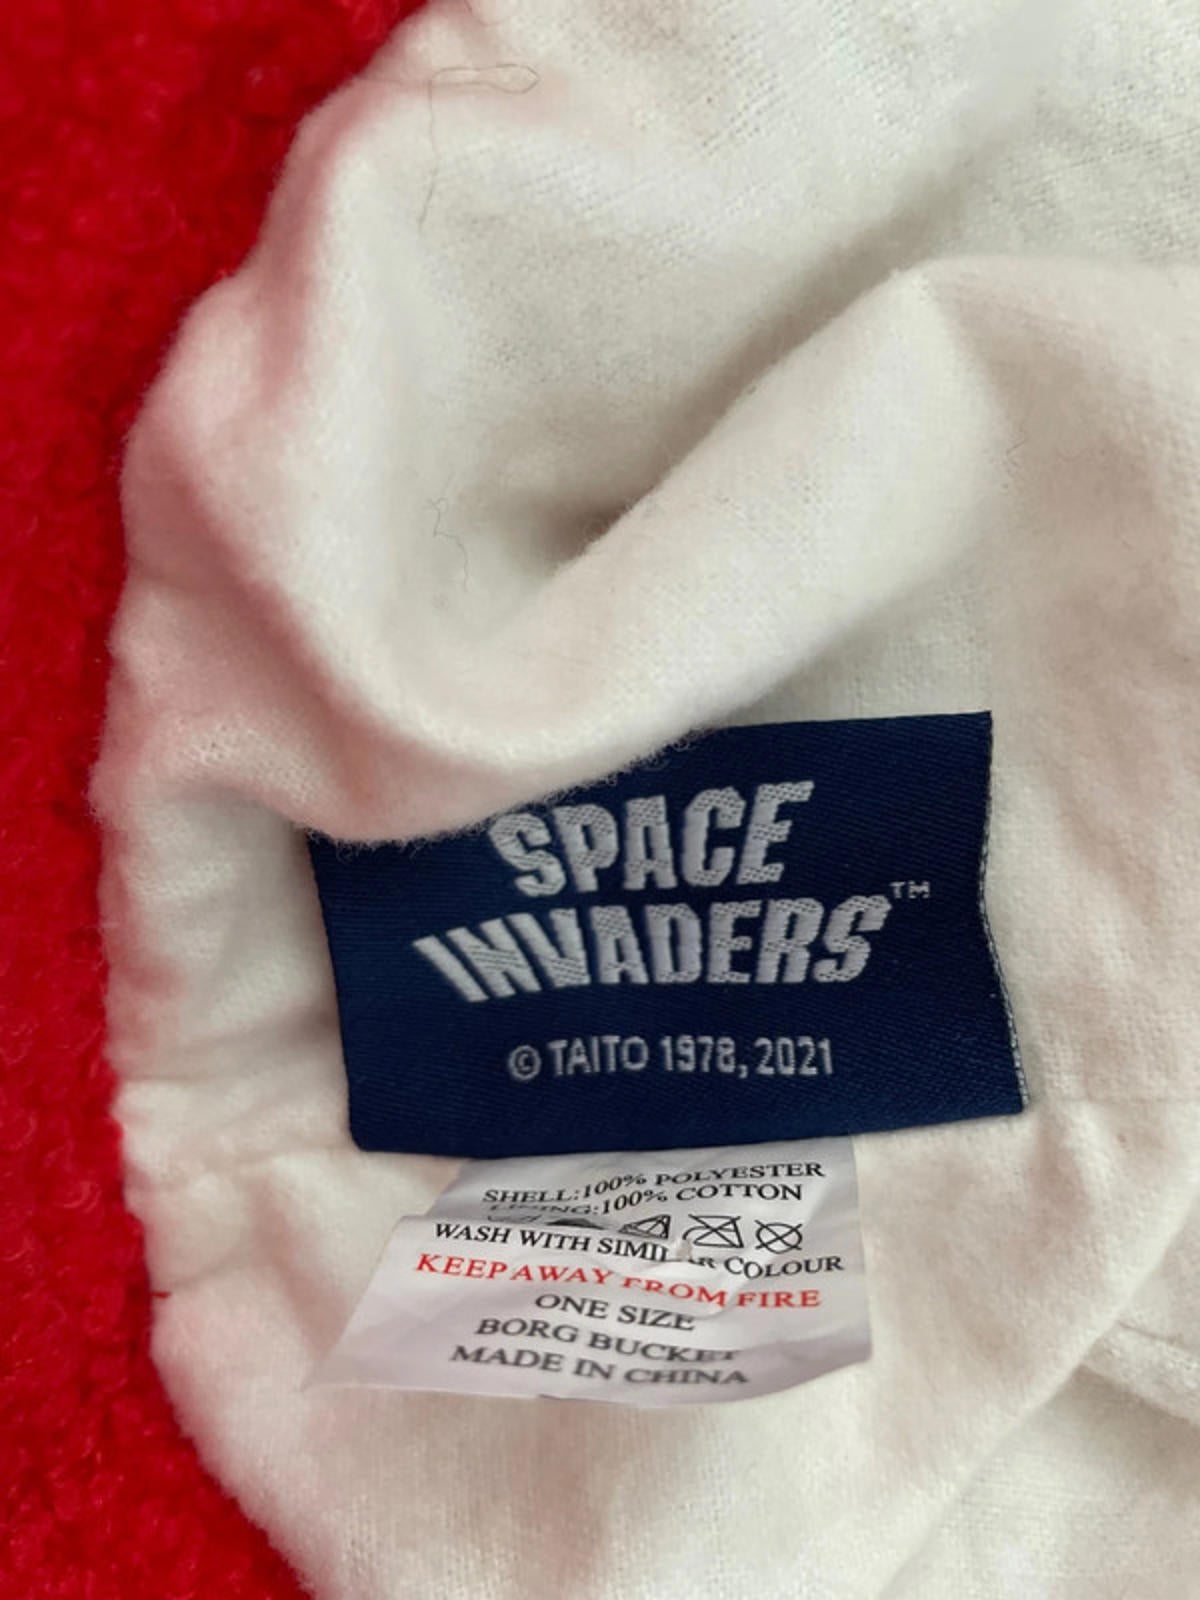 SPACE
INVADERS™
© TAITO 1978, 2021
SHELL:100% POLYESTER
LINING:100% COTTON
WASH WITH SIMILAR COLOUR
KEEP AWAY FROM FIRE
ONE SIZE
BORG BUCKET
MADE IN CHINA